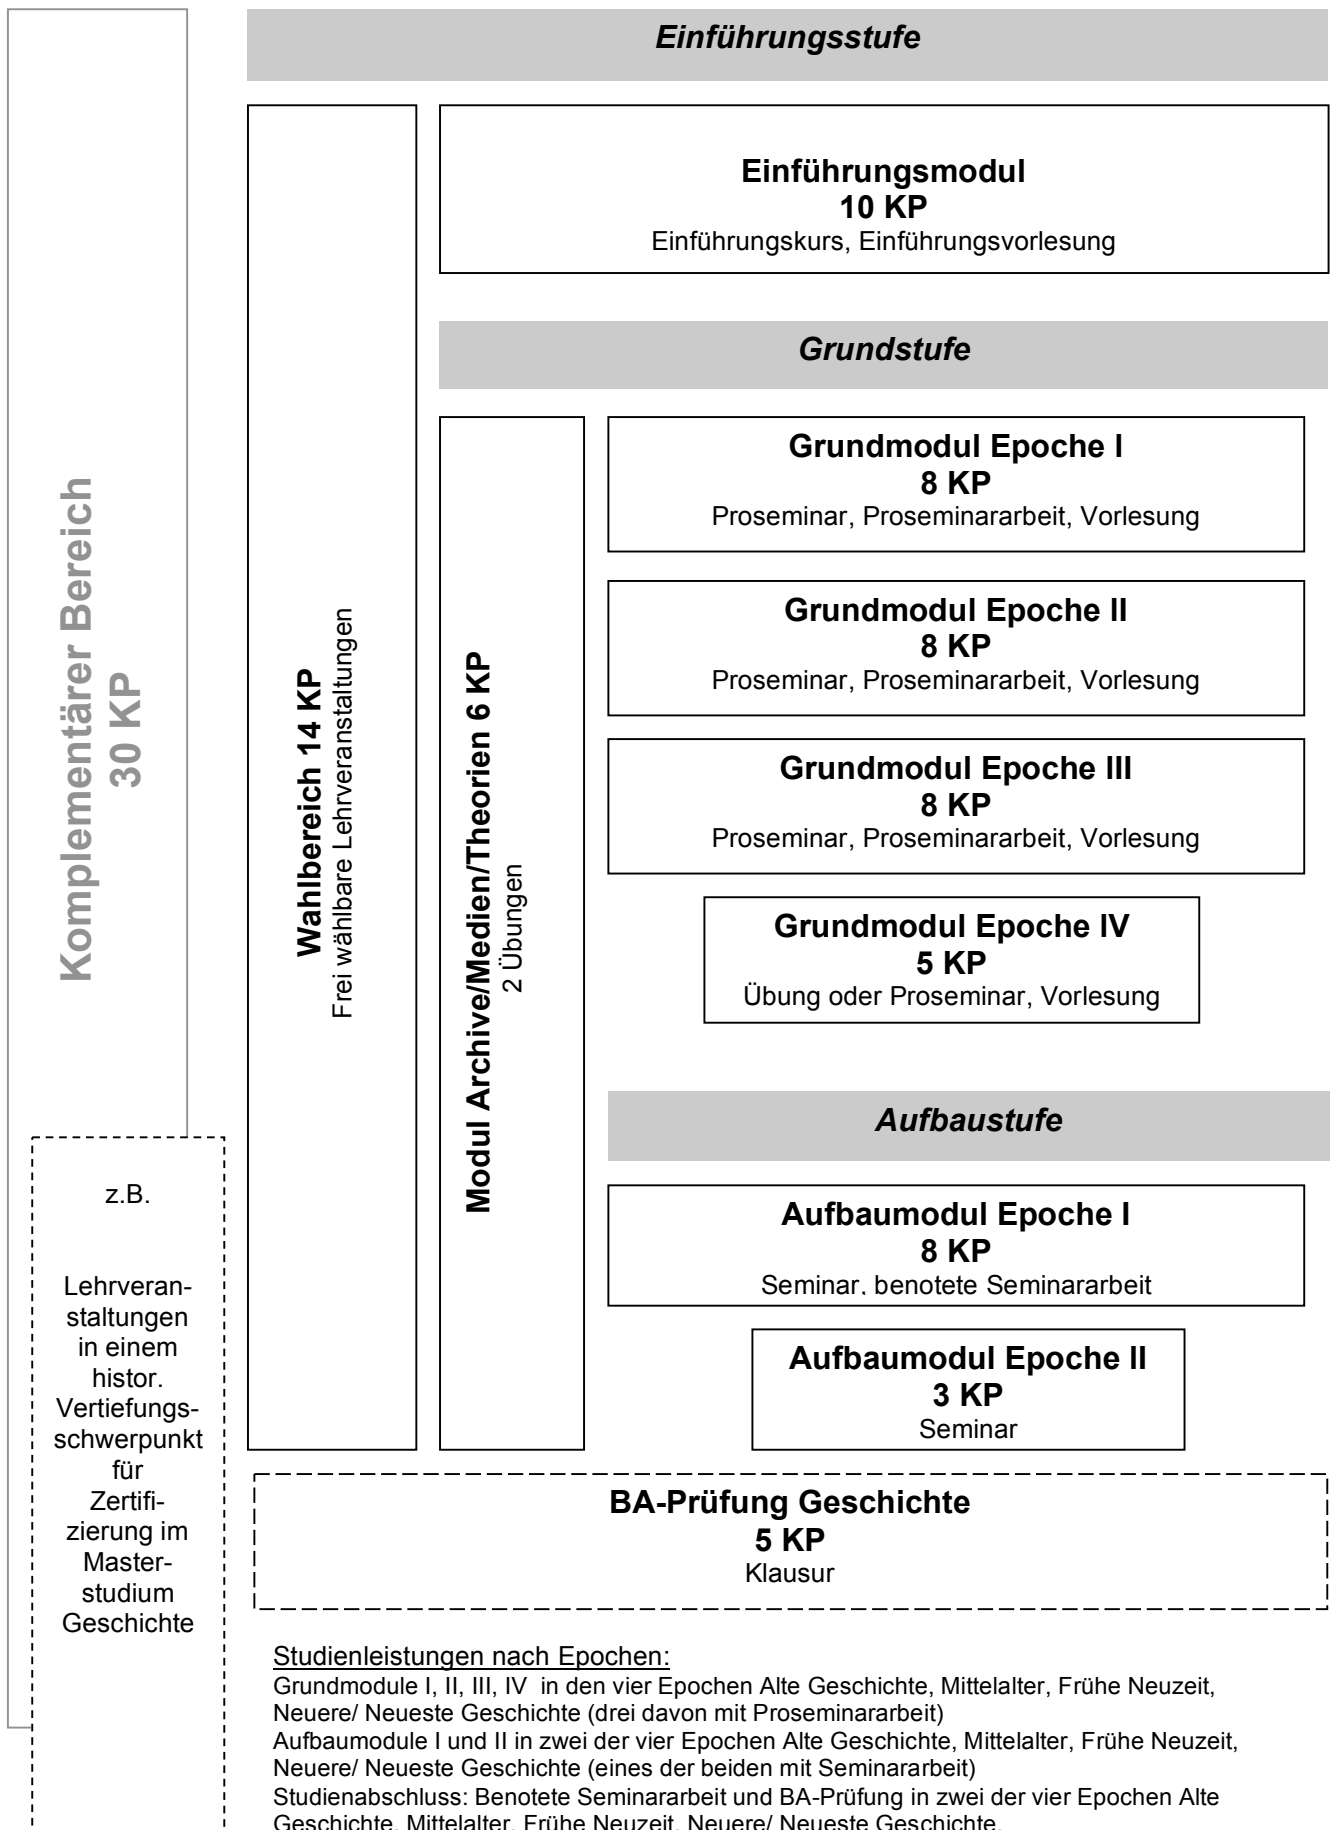 Einführungsstufe
Einführungsmodul
10 KP
Einführungskurs, Einführungsvorlesung
Grundstufe
Grundmodul Epoche I
8 KP
Proseminar, Proseminararbeit, Vorlesung
Grundmodul Epoche II
8 KP
Proseminar, Proseminararbeit, Vorlesung
Grundmodul Epoche III
8 KP
Proseminar, Proseminararbeit, Vorlesung
Grundmodul Epoche IV
5 KP
Übung oder Proseminar, Vorlesung
Aufbaustufe
Aufbaumodul Epoche I
8 KP
Seminar, benotete Seminararbeit
Aufbaumodul Epoche II
3 KP
Seminar
Komplementärer Bereich
30 KP
Wahlbereich 14 KP
Frei wählbare Lehrveranstaltungen
Modul Archive/Medien/Theorien 6 KP
2 Übungen
z.B.
Lehrveran-
staltungen
in einem
histor.
Vertiefungs-
schwerpunkt
für
Zertifi-
zierung im
Master-
studium
Geschichte
BA-Prüfung Geschichte
5 KP
Klausur
Studienleistungen nach Epochen:
Grundmodule I, II, III, IV in den vier Epochen Alte Geschichte, Mittelalter, Frühe Neuzeit,
Neuere/ Neueste Geschichte (drei davon mit Proseminararbeit)
Aufbaumodule I und II in zwei der vier Epochen Alte Geschichte, Mittelalter, Frühe Neuzeit,
Neuere/ Neueste Geschichte (eines der beiden mit Seminararbeit)
Studienabschluss: Benotete Seminararbeit und BA-Prüfung in zwei der vier Epochen Alte
Geschichte, Mittelalter, Frühe Neuzeit, Neuere/ Neueste Geschichte.